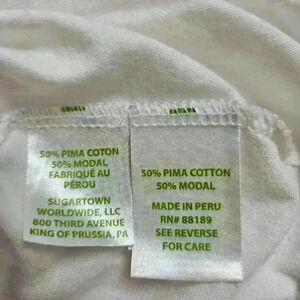 50% PIMA COTON
50% MODAL
FABRIQUÉ AU
PÉROU
SUGARTOWN
WORLDWIDE, LLC
800 THIRD AVENUE
KING OF PRUSSIA, PA
50% PIMA COTTON
50% MODAL
MADE IN PERU
RN# 88189
SEE REVERSE
FOR CARE